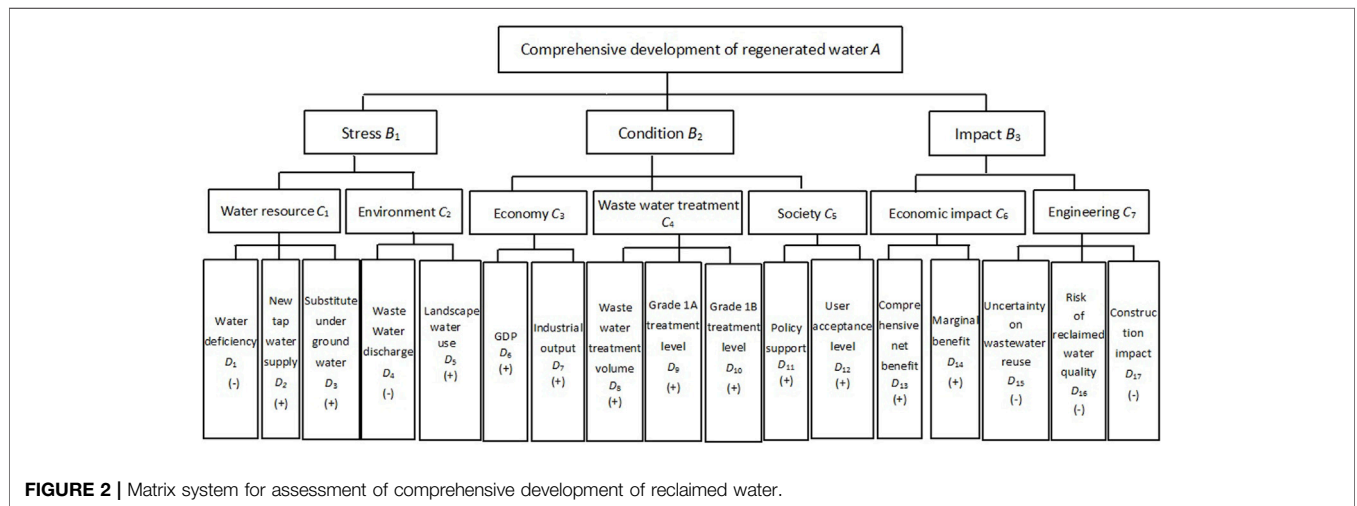 Comprehensive development of regenerated water A
Stress B1
Condition B2
Impact B3
Water resource C1
Environment C2
Economy C3
Waste water treatment
C4
Society C5
Economic impact C6
Engineering C7
Water
deficiency
D1
(-)
New
tap
water
supply
D2
(+)
Substitute
under
ground
water
D3
(+)
Waste
Water
discharge
D4
(-)
Landscape
water
use
D5
(+)
GDP
D6
(+)
Industrial
output
D7
(+)
Waste
water
treatment
volume
D8
(+)
Grade 1A
treatment
level
D9
(+)
Grade 1B
treatment
level
D10
(+)
Policy
support
D11
(+)
User
acceptance
level
D12
(+)
Compre
hensive
net
benefit
D13
(+)
Marginal
benefit
D14
(+)
Uncertainty
on
wastewater
reuse
D15
(-)
Risk
of
reclaimed
water
quality
D16
(-)
Construc
tion
impact
D17
(-)
FIGURE 2 | Matrix system for assessment of comprehensive development of reclaimed water.